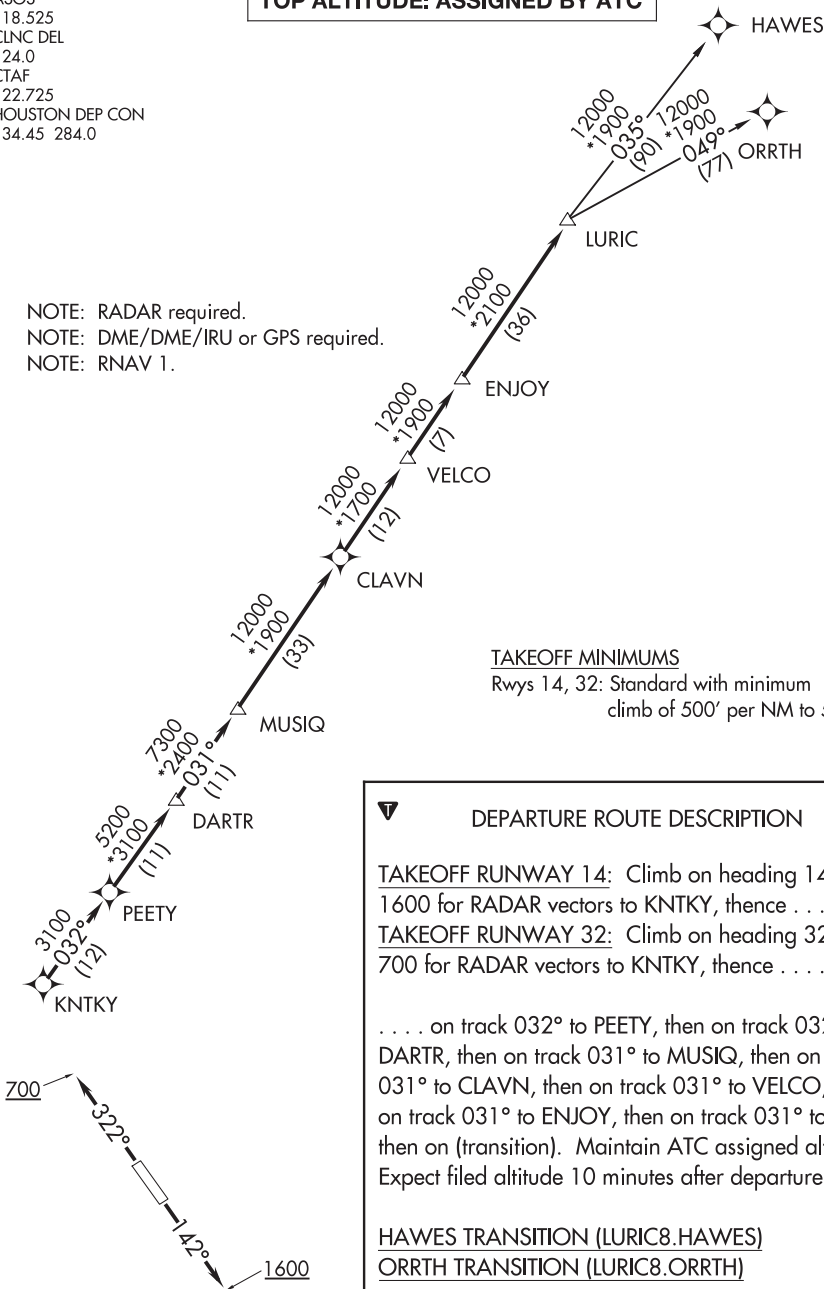 18.525
CLNC DEL
24.0
CTAF
22.725
HOUSTON DEP CON
34.45 284.0
TOP ALTITUDE: ASSIGNED BY ATC
HAWES
12000
*1900
035°
(90)
12000
*1900
049°
(77)
ORRTH
LURIC
12000
*2100
(36)
NOTE: RADAR required.
NOTE: DME/DME/IRU or GPS required.
NOTE: RNAV 1.
ENJOY
12000
*1900
(7)
VELCO
12000
*1700
(12)
CLAVN
12000
*1900
(33)
TAKEOFF MINIMUMS
Rwys 14, 32: Standard with minimum
climb of 500' per NM to
MUSIQ
7300
*2400
031°
(11)
DARTR
5200
*3100
(11)
PEETY
3100
032°
(12)
KNTKY
T
DEPARTURE ROUTE DESCRIPTION
TAKEOFF RUNWAY 14: Climb on heading 14
1600 for RADAR vectors to KNTKY, thence . . .
TAKEOFF RUNWAY 32: Climb on heading 32
700 for RADAR vectors to KNTKY, thence . . . .
. . . . on track 032° to PEETY, then on track 032
DARTR, then on track 031° to MUSIQ, then on
031° to CLAVN, then on track 031° to VELCO,
on track 031° to ENJOY, then on track 031° to
then on (transition). Maintain ATC assigned
Expect filed altitude 10 minutes after departure
HAWES TRANSITION (LURIC8.HAWES)
ORRTH TRANSITION (LURIC8.ORRTH)
700
322°
142°
1600